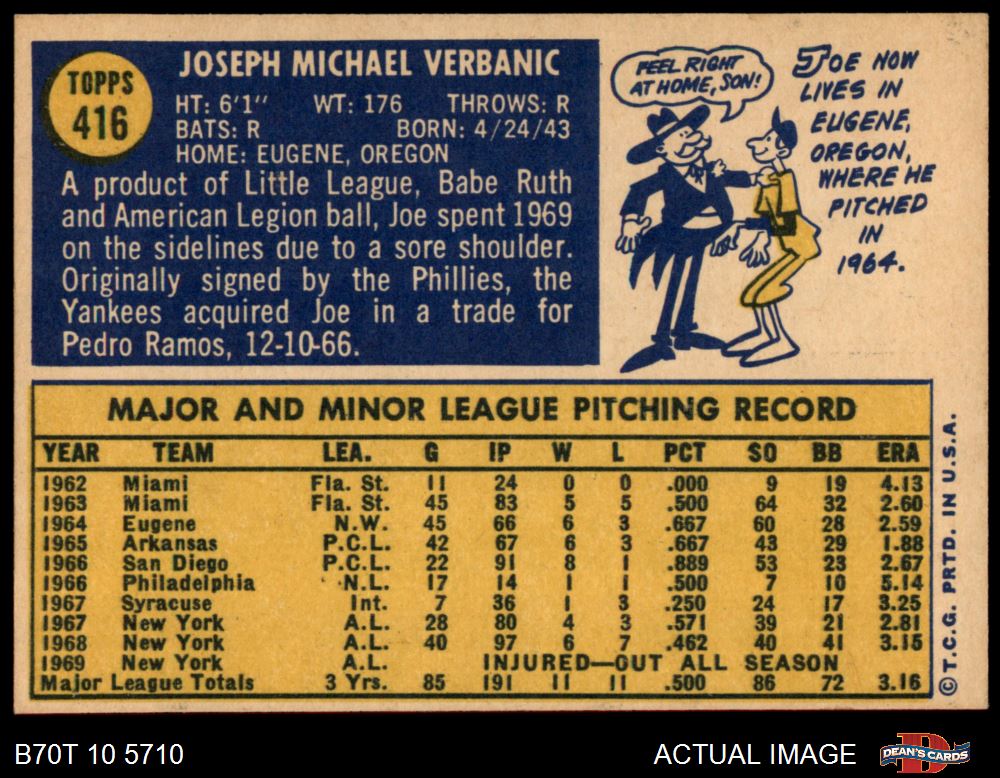 TOPPS
416
JOSEPH MICHAEL VERBANIC
HT: 6'1" WT: 176 THROWS: R
BATS: R BORN: 4/24/43
HOME: EUGENE, OREGON
A product of Little League, Babe Ruth
and American Legion ball, Joe spent 1969
on the sidelines due to a sore shoulder.
Originally signed by the Phillies, the
Yankees acquired Joe in a trade for
Pedro Ramos, 12-10-66.
FEEL RIGHT
AT HOME, SON!
JOE NOW
LIVES IN
EUGENE,
OREGON,
WHERE HE
PITCHED
IN
1964.
MAJOR AND MINOR LEAGUE PITCHING RECORD
YEAR TEAM LEA. G IP W L PCT SO BB ERA
1962 Miami Fla. St. 11 24 0 0 .000 9 19 4.13
1963 Miami Fla. St. 45 83 5 5 .500 64 32 2.60
1964 Eugene N.W. 45 66 6 3 .667 60 28 2.59
1965 Arkansas P.C.L. 42 67 6 3 .667 43 29 1.88
1966 San Diego P.C.L. 22 91 8 1 .889 53 23 2.67
1966 Philadelphia N.L. 17 14 1 1 .500 7 10 5.14
1967 Syracuse Int. 7 36 1 3 .250 24 17 3.25
1967 New York A.L. 28 80 4 3 .571 39 21 2.81
1968 New York A.L. 40 97 6 7 .462 40 41 3.15
1969 New York A.L. INJURED—OUT ALL SEASON
Major League Totals 3 Yrs. 85 191 11 11 .500 86 72 3.16
© T.C.G. PRTD. IN U.S.A.
B70T 10 5710
ACTUAL IMAGE
DEAN'S CARDS